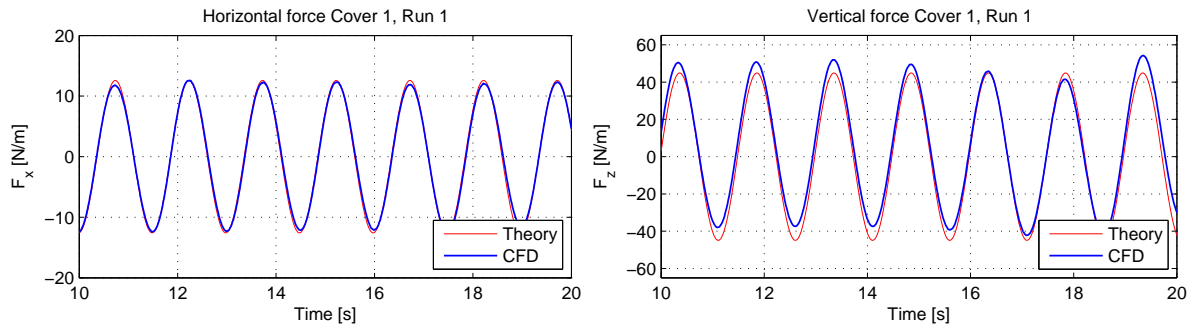 Horizontal force Cover 1, Run 1
20
10
0
−10
−20
F_x [N/m]
10 12 14 16 18 20
Time [s]
Theory
CFD
Vertical force Cover 1, Run 1
60
40
20
0
−20
−40
−60
F_z [N/m]
10 12 14 16 18 20
Time [s]
Theory
CFD